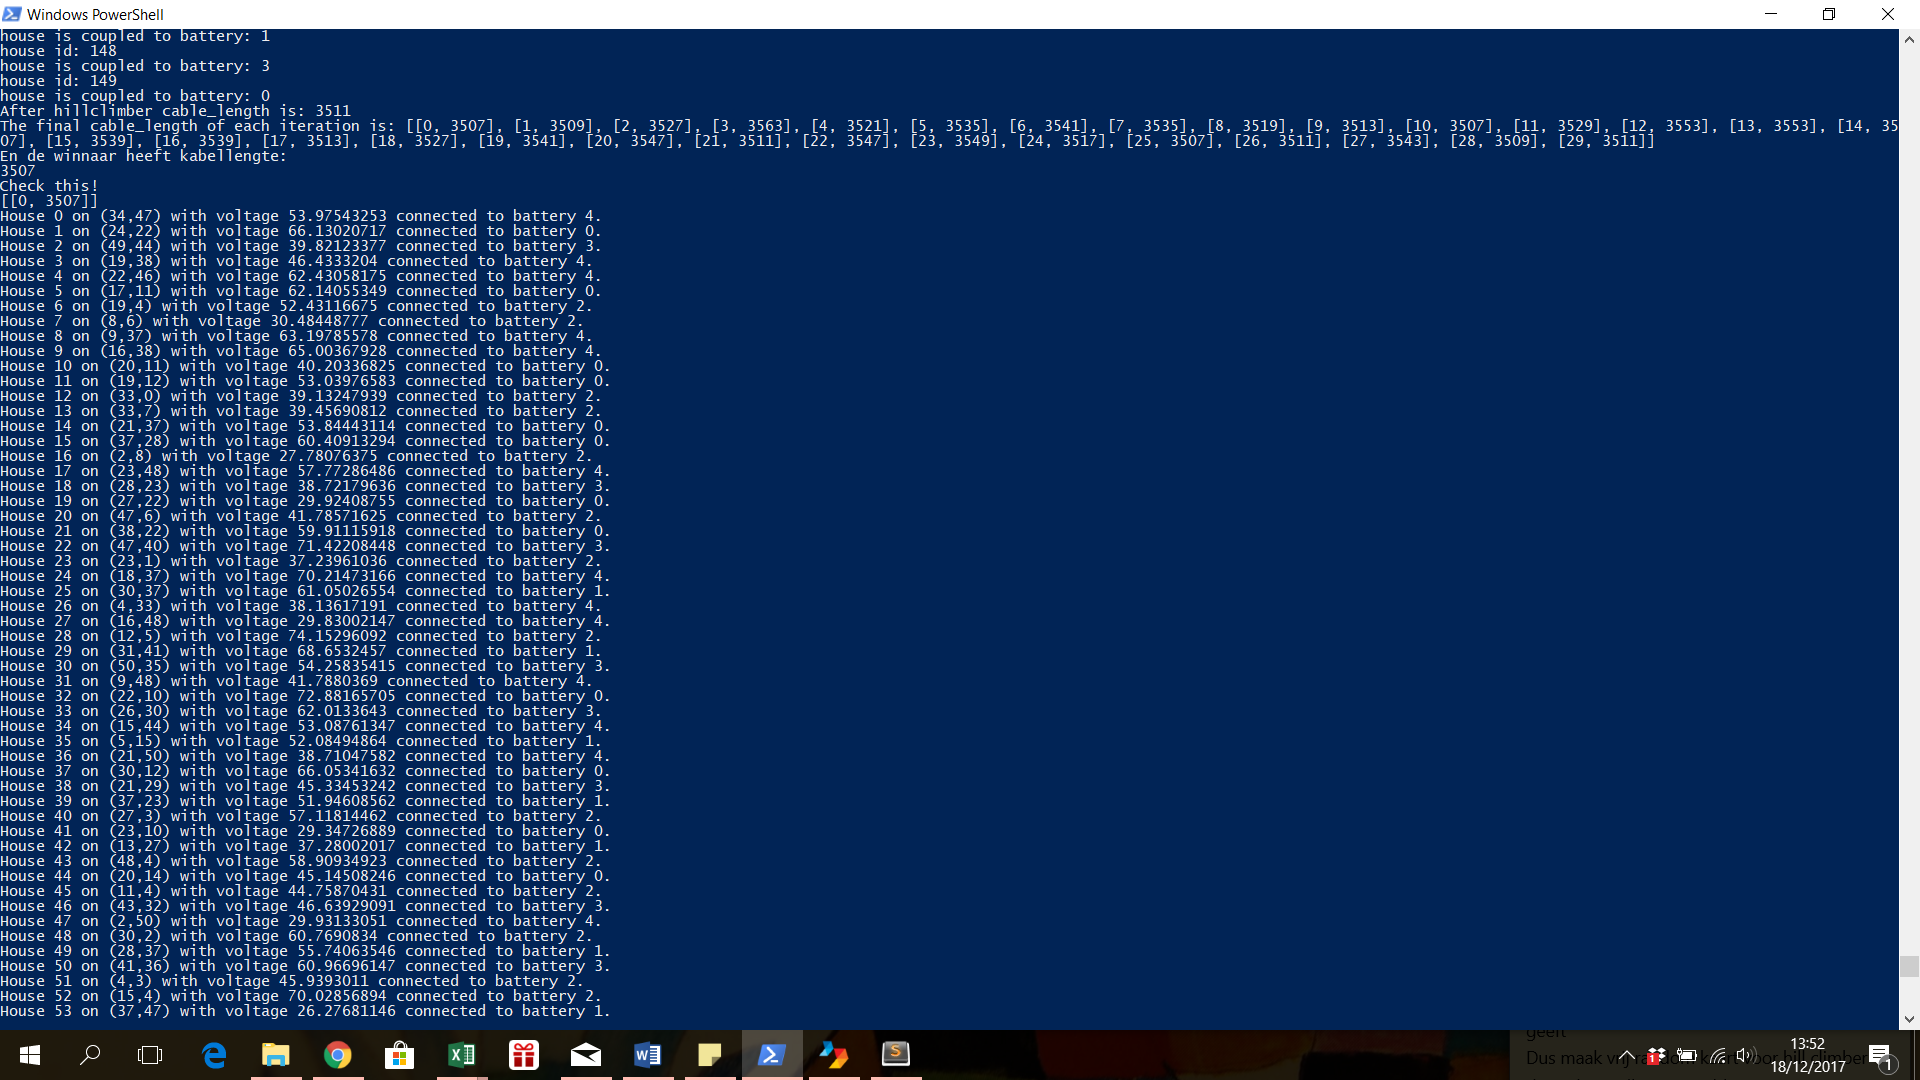 Windows PowerShell
house is coupled to battery: 1
house id: 148
house is coupled to battery: 3
house id: 149
house is coupled to battery: 0
After hillclimber cable_length is: 3511
The final cable_length of each iteration is: [[0, 3507], [1, 3509], [2, 3527], [3, 3563], [4, 3521], [5, 3535], [6, 3541], [7, 3535], [8, 3519], [9, 3513], [10, 3507], [11, 3529], [12, 3553], [13, 3553], [14, 35
07], [15, 3539], [16, 3539], [17, 3513], [18, 3527], [19, 3541], [20, 3547], [21, 3511], [22, 3547], [23, 3549], [24, 3517], [25, 3507], [26, 3511], [27, 3543], [28, 3509], [29, 3511]]
En de winnaar heeft kabellengte:
3507
Check this!
[[0, 3507]]
House 0 on (34,47) with voltage 53.97543253 connected to battery 4.
House 1 on (24,22) with voltage 66.13020717 connected to battery 0.
House 2 on (49,44) with voltage 39.82123377 connected to battery 3.
House 3 on (19,38) with voltage 46.4333204 connected to battery 4.
House 4 on (22,46) with voltage 62.43058175 connected to battery 4.
House 5 on (17,11) with voltage 62.14055349 connected to battery 0.
House 6 on (19,4) with voltage 52.43116675 connected to battery 2.
House 7 on (8,6) with voltage 30.48448777 connected to battery 2.
House 8 on (9,37) with voltage 63.19785578 connected to battery 4.
House 9 on (16,38) with voltage 65.00367928 connected to battery 4.
House 10 on (20,11) with voltage 40.20336825 connected to battery 0.
House 11 on (19,12) with voltage 53.03976583 connected to battery 0.
House 12 on (33,0) with voltage 39.13247939 connected to battery 2.
House 13 on (33,7) with voltage 39.45690812 connected to battery 2.
House 14 on (21,37) with voltage 53.84443114 connected to battery 0.
House 15 on (37,28) with voltage 60.40913294 connected to battery 0.
House 16 on (2,8) with voltage 27.78076375 connected to battery 2.
House 17 on (23,48) with voltage 57.77286486 connected to battery 4.
House 18 on (28,23) with voltage 38.72179636 connected to battery 3.
House 19 on (27,22) with voltage 29.92408755 connected to battery 0.
House 20 on (47,6) with voltage 41.78571625 connected to battery 2.
House 21 on (38,22) with voltage 59.91115918 connected to battery 0.
House 22 on (47,40) with voltage 71.42208448 connected to battery 3.
House 23 on (23,1) with voltage 37.23961036 connected to battery 2.
House 24 on (18,37) with voltage 70.21473166 connected to battery 4.
House 25 on (30,37) with voltage 61.05026554 connected to battery 1.
House 26 on (4,33) with voltage 38.13617191 connected to battery 4.
House 27 on (16,48) with voltage 29.83002147 connected to battery 4.
House 28 on (12,5) with voltage 74.15296092 connected to battery 2.
House 29 on (31,41) with voltage 68.6532457 connected to battery 1.
House 30 on (50,35) with voltage 54.25835415 connected to battery 3.
House 31 on (9,48) with voltage 41.7880369 connected to battery 4.
House 32 on (22,10) with voltage 72.88165705 connected to battery 0.
House 33 on (26,30) with voltage 62.0133643 connected to battery 3.
House 34 on (15,44) with voltage 53.08761347 connected to battery 4.
House 35 on (5,15) with voltage 52.08494864 connected to battery 1.
House 36 on (21,50) with voltage 38.71047582 connected to battery 4.
House 37 on (30,12) with voltage 66.05341632 connected to battery 0.
House 38 on (21,29) with voltage 45.33453242 connected to battery 3.
House 39 on (37,23) with voltage 51.94608562 connected to battery 1.
House 40 on (27,3) with voltage 57.11814462 connected to battery 2.
House 41 on (23,10) with voltage 29.34726889 connected to battery 0.
House 42 on (13,27) with voltage 37.28002017 connected to battery 1.
House 43 on (48,4) with voltage 58.90934923 connected to battery 2.
House 44 on (20,14) with voltage 45.14508246 connected to battery 0.
House 45 on (11,4) with voltage 44.75870431 connected to battery 2.
House 46 on (43,32) with voltage 46.63929091 connected to battery 3.
House 47 on (2,50) with voltage 29.93133051 connected to battery 4.
House 48 on (30,2) with voltage 60.7690834 connected to battery 2.
House 49 on (28,37) with voltage 55.74063546 connected to battery 1.
House 50 on (41,36) with voltage 60.96696147 connected to battery 3.
House 51 on (4,3) with voltage 45.9393011 connected to battery 2.
House 52 on (15,4) with voltage 70.02856894 connected to battery 2.
House 53 on (37,47) with voltage 26.27681146 connected to battery 1.
geeft
Dus maak vrij
hill climber
13:52
18/12/2017
1